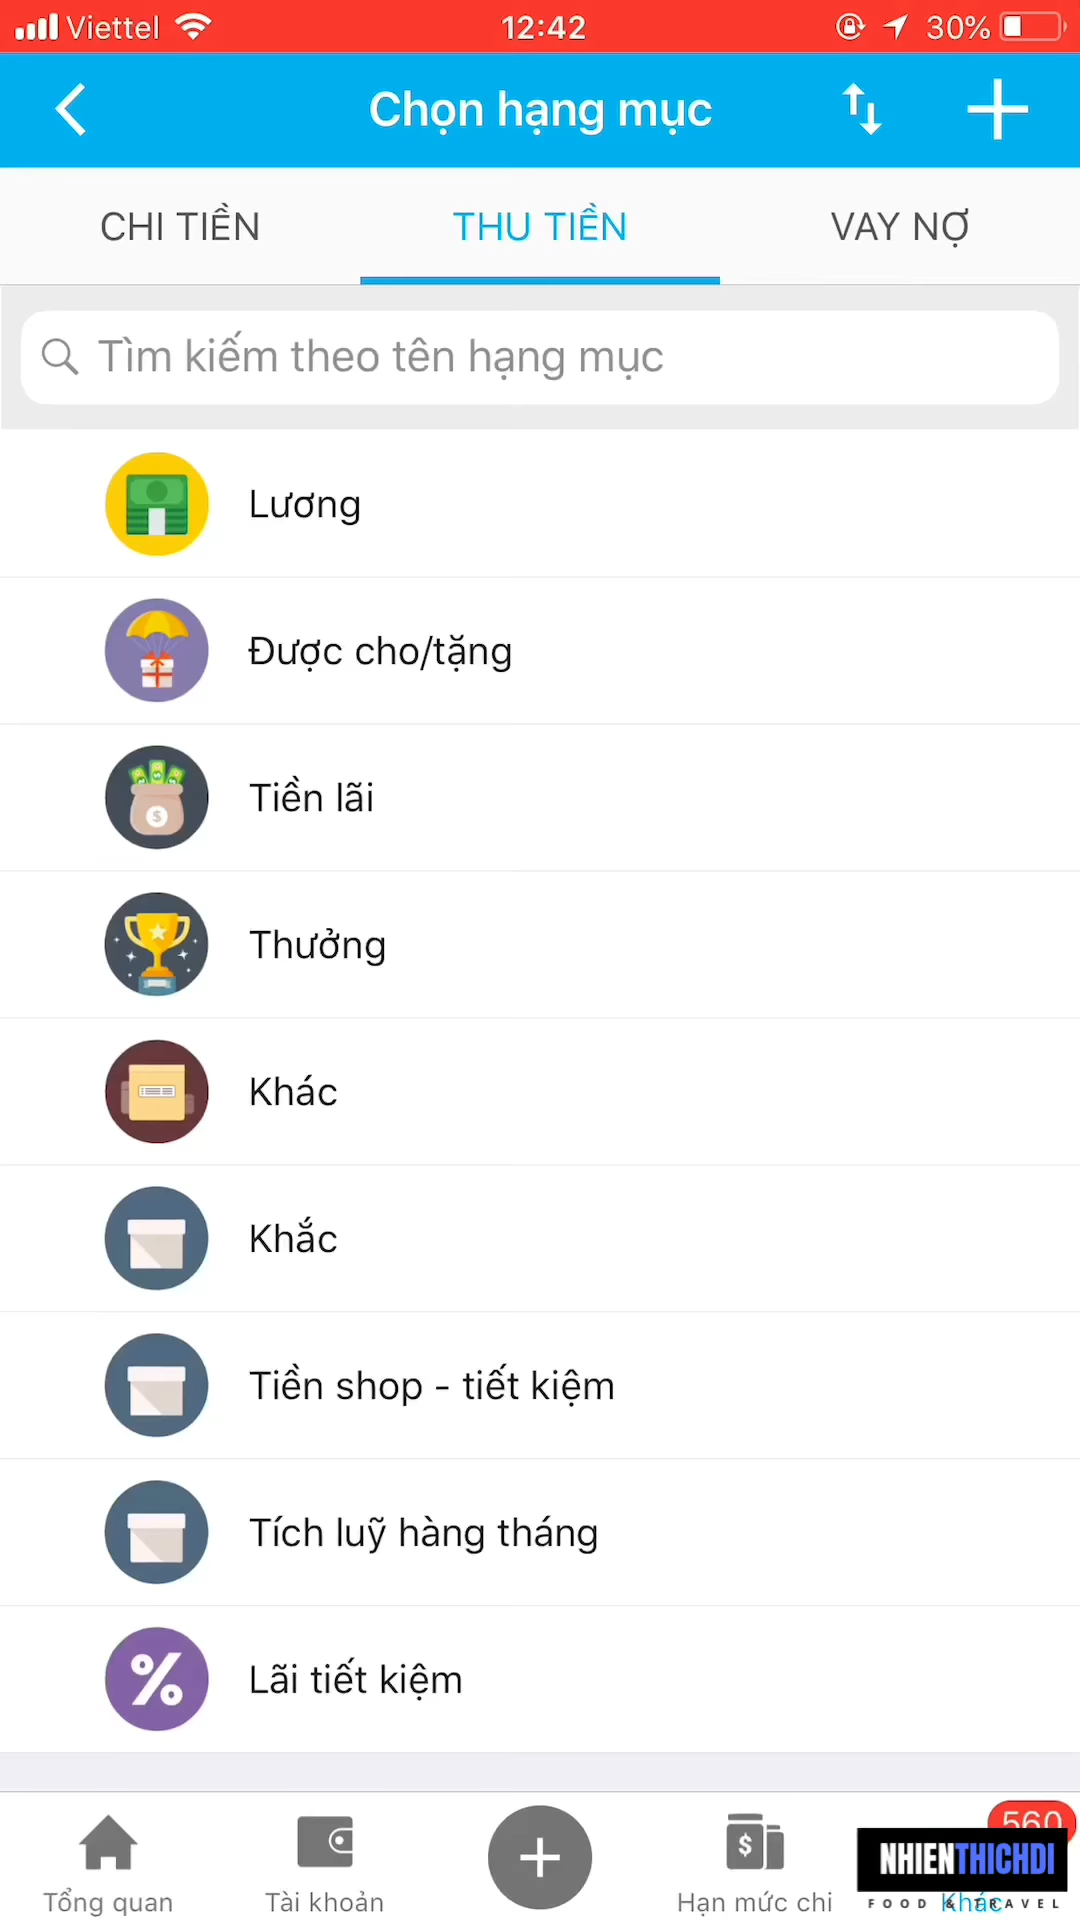 Viettel 12:42 30%
Chọn hạng mục
CHI TIỀN THU TIỀN VAY NỢ
Tìm kiếm theo tên hạng mục
Lương
Được cho/tặng
Tiền lãi
Thưởng
Khác
Khắc
Tiền shop - tiết kiệm
Tích luỹ hàng tháng
Lãi tiết kiệm
560
NHIENTHICHDI
FOOD & TRAVEL
Tổng quan Tài khoản Hạn mức chi Khác